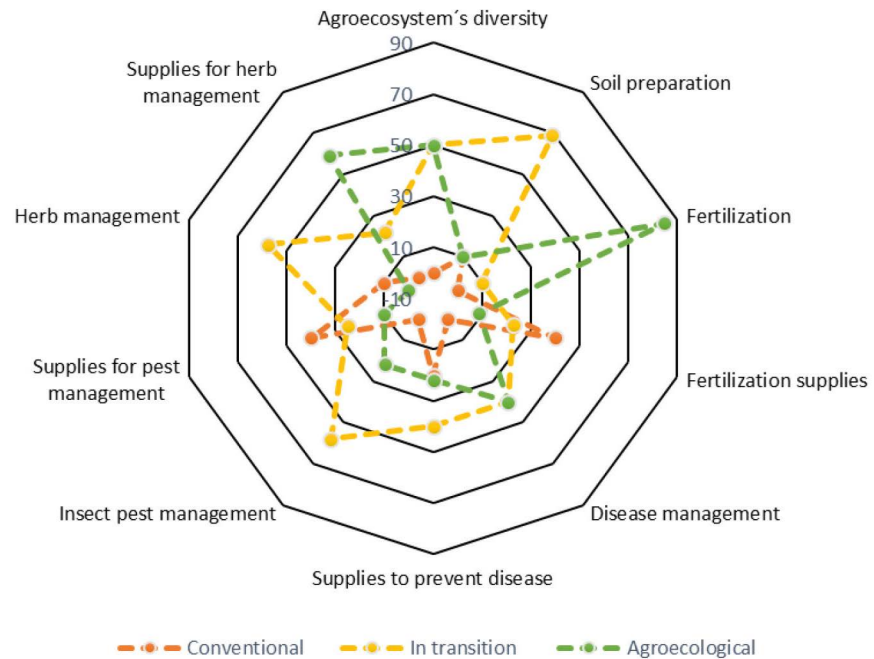 Agroecosystem´s diversity
90
Supplies for herb
management
Soil preparation
70
50
30
Herb management
Fertilization
10
-10
Supplies for pest
management
Fertilization supplies
Insect pest management
Disease management
Supplies to prevent disease
Conventional In transition Agroecological